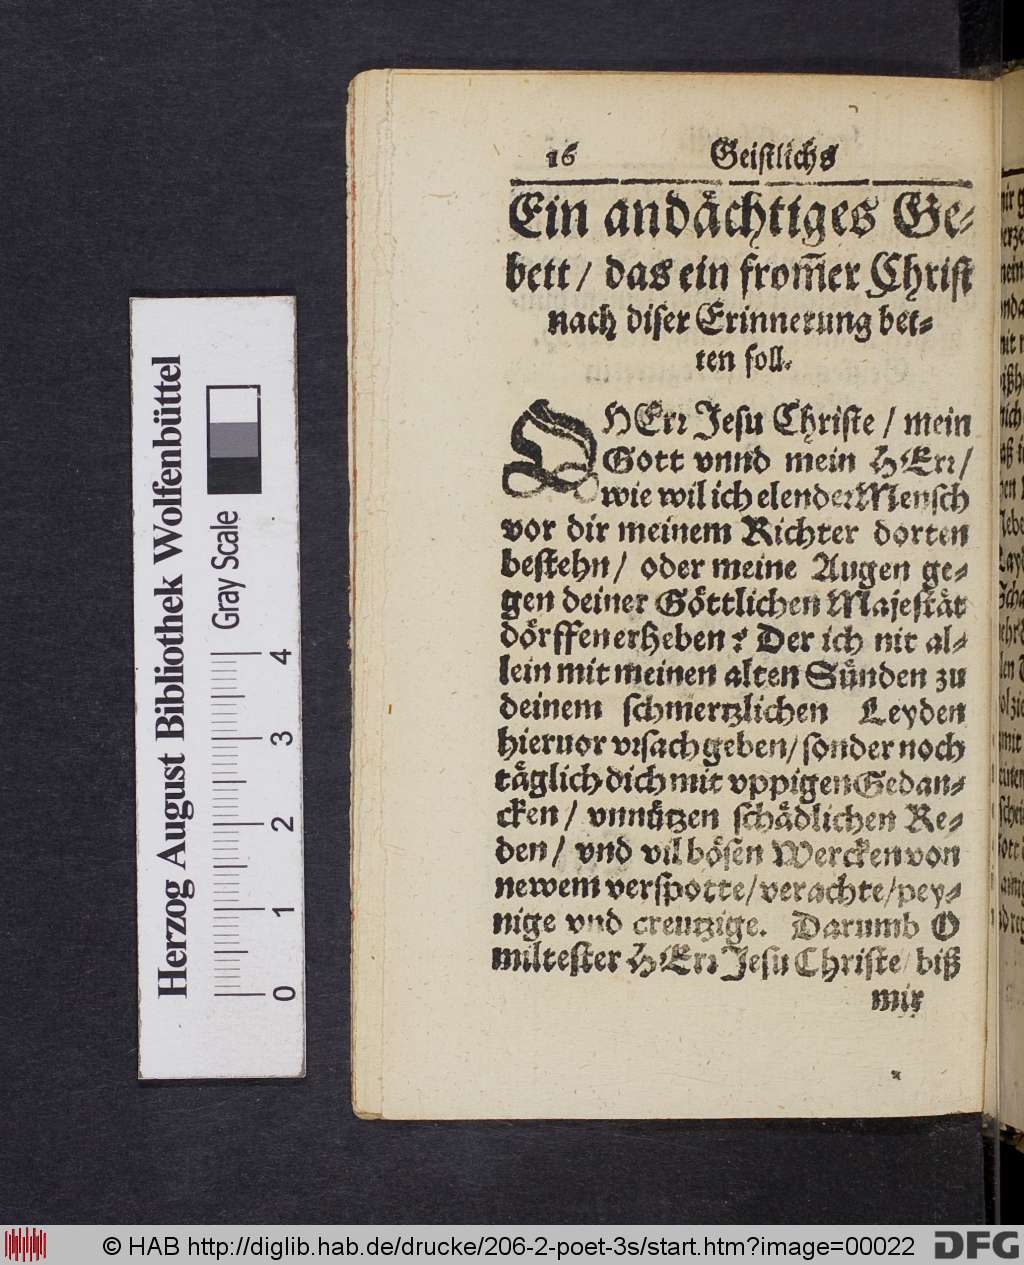 16 Geistlichs
Ein andächtiges Ge-
bett / das ein from̄er Christ
nach diser Erinnerung bet-
ten soll.
O HErr Jesu Christe / mein
Gott vnnd mein HErr /
wie wil ich elender Mensch
vor dir meinem Richter dorten
bestehn / oder meine Augen ge-
gen deiner Göttlichen Majestät
dörffen erheben? Der ich nit al-
lein mit meinen alten Sünden zu
deinem schmertzlichen Leyden
hieruor vrsach geben / sonder noch
täglich dich mit vppigen Gedan-
cken / vnnützen schädlichen Re-
den / vnd vil bösen Wercken von
newem verspotte / verachte / pey-
nige vnd creutzige. Darumb O
miltester HErr Jesu Christe / biß
mir
Herzog August Bibliothek Wolfenbüttel
Gray Scale
0 1 2 3 4
© HAB http://diglib.hab.de/drucke/206-2-poet-3s/start.htm?image=00022 DFG